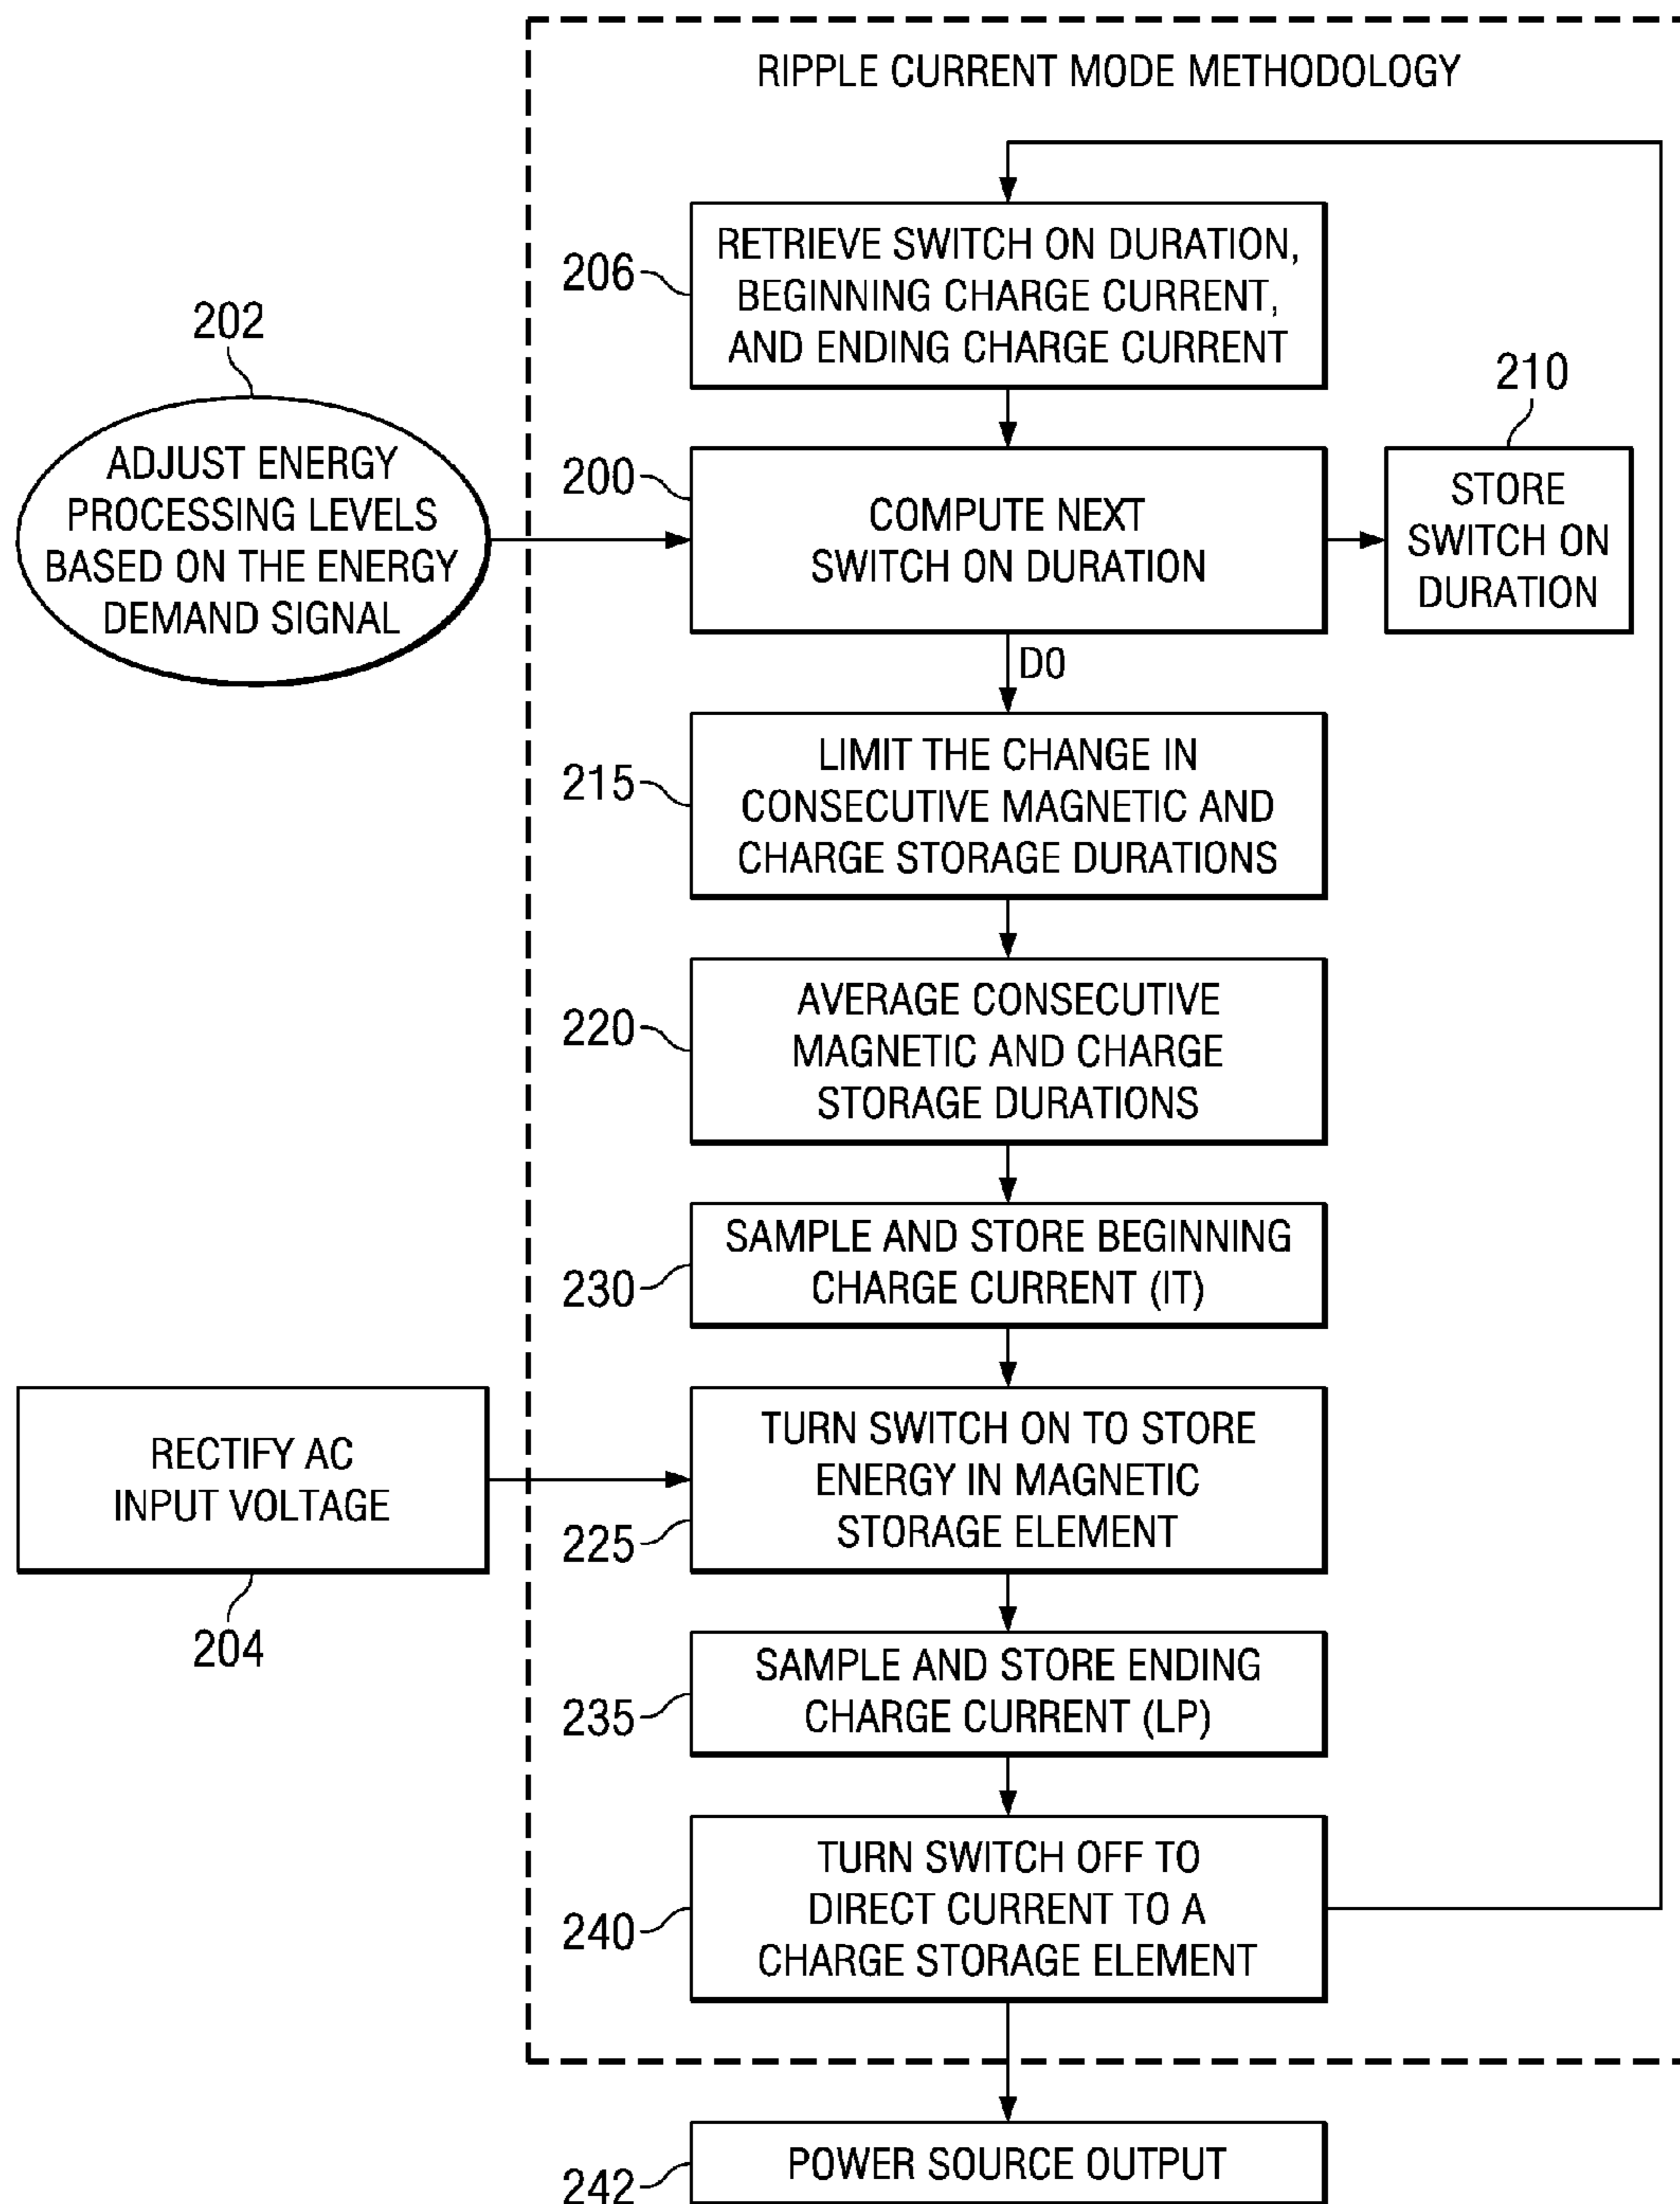 RIPPLE CURRENT MODE METHODOLOGY
206
RETRIEVE SWITCH ON DURATION,
BEGINNING CHARGE CURRENT,
AND ENDING CHARGE CURRENT
202
ADJUST ENERGY
PROCESSING LEVELS
BASED ON THE ENERGY
DEMAND SIGNAL
200
COMPUTE NEXT
SWITCH ON DURATION
210
STORE
SWITCH ON
DURATION
DO
215
LIMIT THE CHANGE IN
CONSECUTIVE MAGNETIC AND
CHARGE STORAGE DURATIONS
220
AVERAGE CONSECUTIVE
MAGNETIC AND CHARGE
STORAGE DURATIONS
230
SAMPLE AND STORE BEGINNING
CHARGE CURRENT (IT)
RECTIFY AC
INPUT VOLTAGE
204
225
TURN SWITCH ON TO STORE
ENERGY IN MAGNETIC
STORAGE ELEMENT
235
SAMPLE AND STORE ENDING
CHARGE CURRENT (LP)
240
TURN SWITCH OFF TO
DIRECT CURRENT TO A
CHARGE STORAGE ELEMENT
242
POWER SOURCE OUTPUT